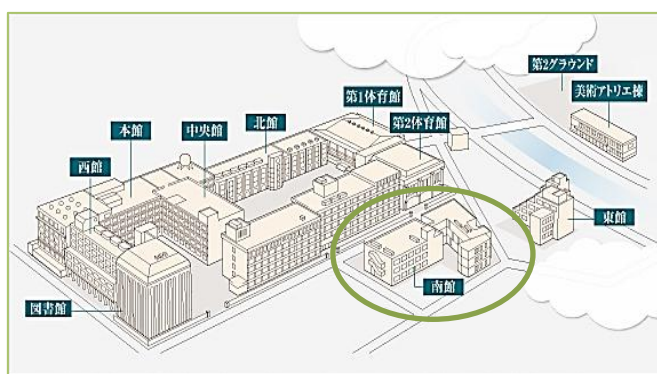 第2グラウンド
美術アトリエ棟
第1体育館
北館
第2体育館
中央館
本館
西館
東館
南館
図書館